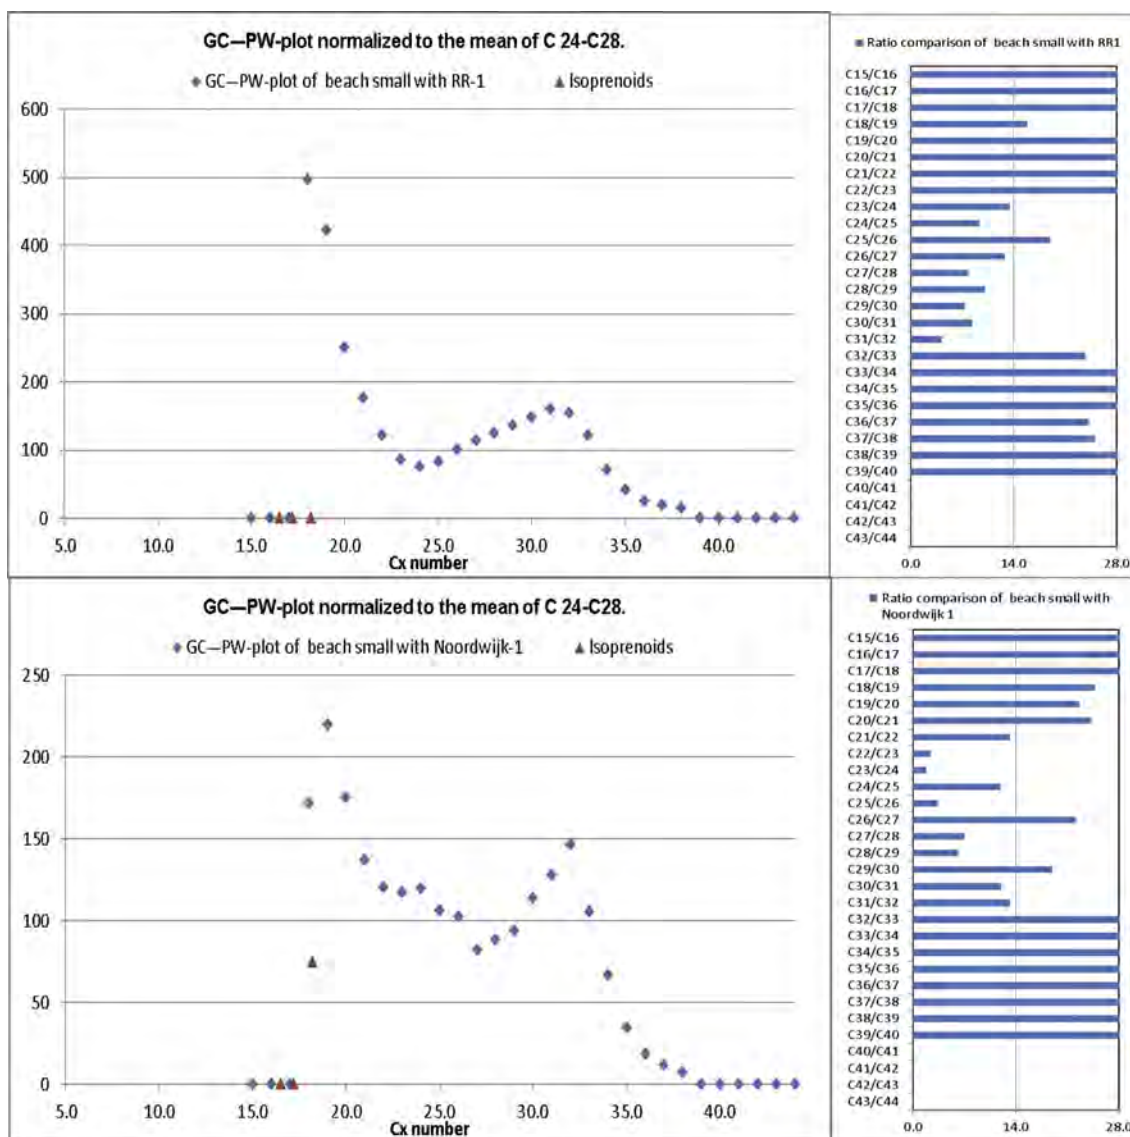 GC—PW-plot normalized to the mean of C 24-C28.
GC—PW-plot of beach small with RR-1
Isoprenoids
600
500
400
300
200
100
0
5.0 10.0 15.0 20.0 25.0 30.0 35.0 40.0
Cx number
Ratio comparison of beach small with RR1
C15/C16
C16/C17
C17/C18
C18/C19
C19/C20
C20/C21
C21/C22
C22/C23
C23/C24
C24/C25
C25/C26
C26/C27
C27/C28
C28/C29
C29/C30
C30/C31
C31/C32
C32/C33
C33/C34
C34/C35
C35/C36
C36/C37
C37/C38
C38/C39
C39/C40
C40/C41
C41/C42
C42/C43
C43/C44
0.0 14.0 28.0
GC—PW-plot normalized to the mean of C 24-C28.
GC—PW-plot of beach small with Noordwijk-1
Isoprenoids
250
200
150
100
50
0
5.0 10.0 15.0 20.0 25.0 30.0 35.0 40.0
Cx number
Ratio comparison of beach small with
Noordwijk 1
C15/C16
C16/C17
C17/C18
C18/C19
C19/C20
C20/C21
C21/C22
C22/C23
C23/C24
C24/C25
C25/C26
C26/C27
C27/C28
C28/C29
C29/C30
C30/C31
C31/C32
C32/C33
C33/C34
C34/C35
C35/C36
C36/C37
C37/C38
C38/C39
C39/C40
C40/C41
C41/C42
C42/C43
C43/C44
0.0 14.0 28.0